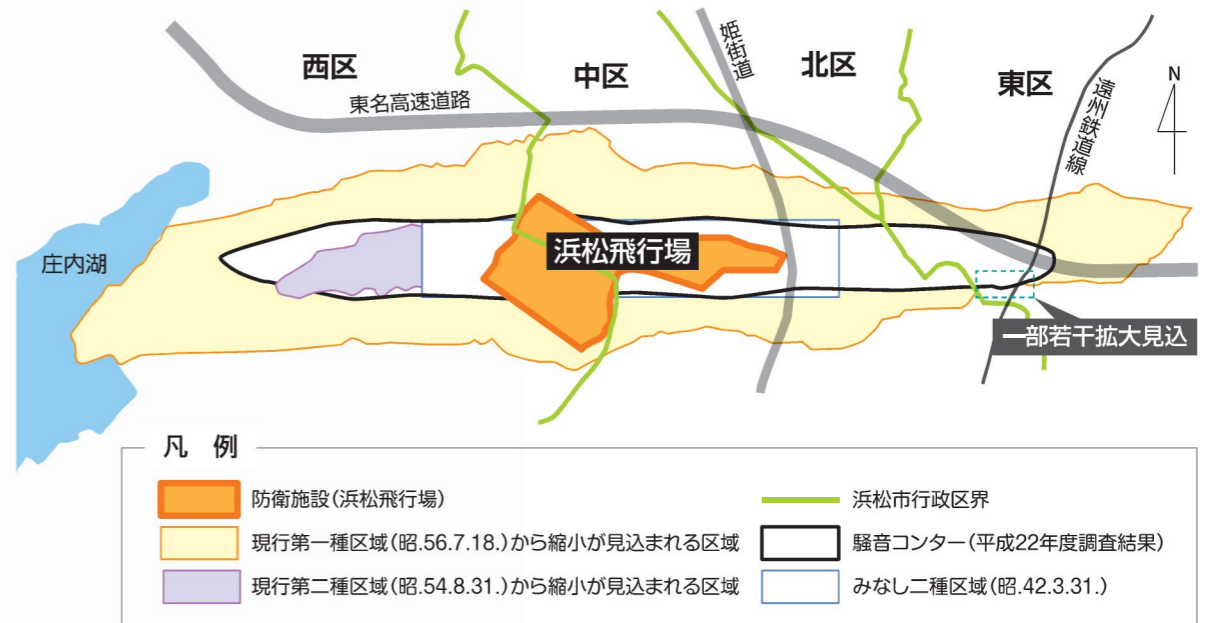 西区
中区
姫街道
北区
東区
N
東名高速道路
遠州鉄道線
庄内湖
浜松飛行場
一部若干拡大見込
凡 例
防衛施設(浜松飛行場)
浜松市行政区界
現行第一種区域(昭.56.7.18.)から縮小が見込まれる区域
騒音コンター(平成22年度調査結果)
現行第二種区域(昭.54.8.31.)から縮小が見込まれる区域
みなし二種区域(昭.42.3.31.)